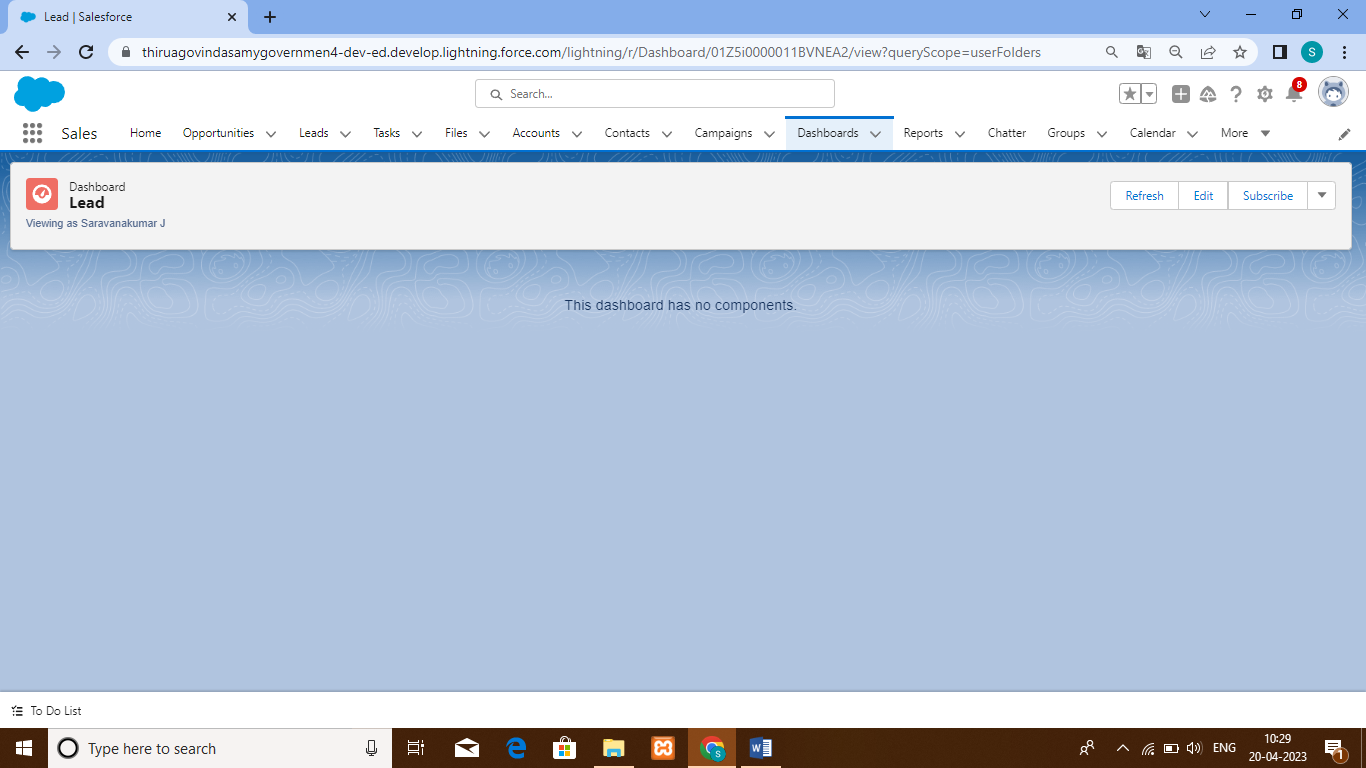 Lead | Salesforce
thiruagovindasamygovernmen4-dev-ed.develop.lightning.force.com/lightning/r/Dashboard/01Z5i0000011BVNEA2/view?queryScope=userFolders
S
Search...
8
Sales Home Opportunities Leads Tasks Files Accounts Contacts Campaigns Dashboards Reports Chatter Groups Calendar More
Dashboard
Lead
Viewing as Saravanakumar J
Refresh Edit Subscribe
This dashboard has no components.
To Do List
Type here to search
S
W
ENG
10:29
20-04-2023
1